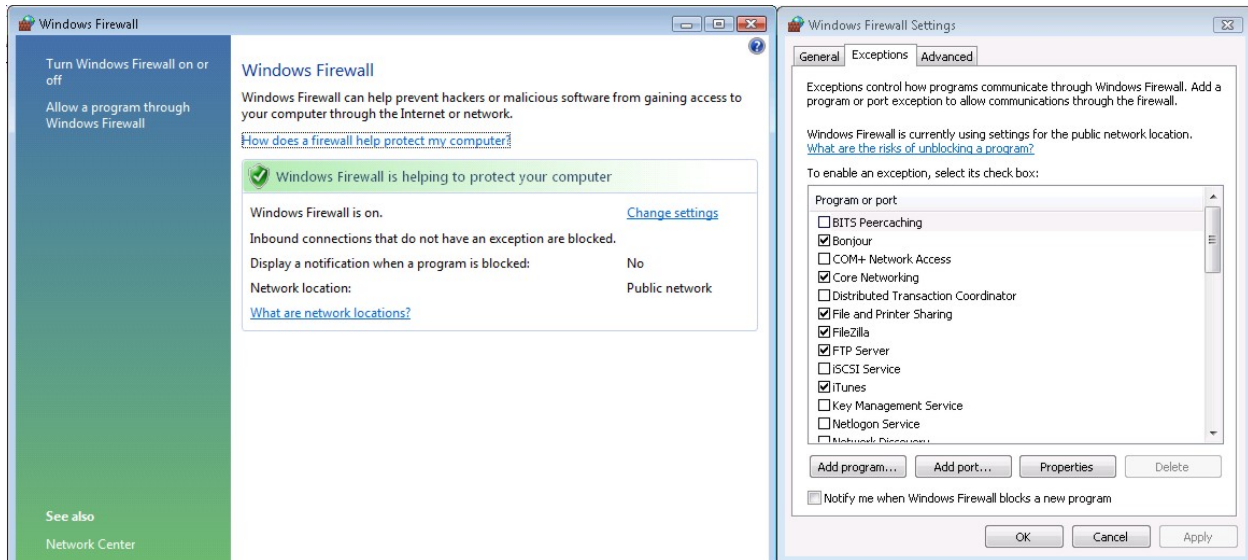 Windows Firewall
Turn Windows Firewall on or
off
Allow a program through
Windows Firewall
See also
Network Center
Windows Firewall
Windows Firewall can help prevent hackers or malicious software from gaining access to
your computer through the Internet or network.
How does a firewall help protect my computer?
Windows Firewall is helping to protect your computer
Windows Firewall is on.
Change settings
Inbound connections that do not have an exception are blocked.
Display a notification when a program is blocked: No
Network location: Public network
What are network locations?
Windows Firewall Settings
General Exceptions Advanced
Exceptions control how programs communicate through Windows Firewall. Add a
program or port exception to allow communications through the firewall.
Windows Firewall is currently using settings for the public network location.
What are the risks of unblocking a program?
To enable an exception, select its check box:
Program or port
BITS Peercaching
Bonjour
COM+ Network Access
Core Networking
Distributed Transaction Coordinator
File and Printer Sharing
FileZilla
FTP Server
iSCSI Service
iTunes
Key Management Service
Netlogon Service
Network Discovery
Add program... Add port... Properties Delete
Notify me when Windows Firewall blocks a new program
OK Cancel Apply